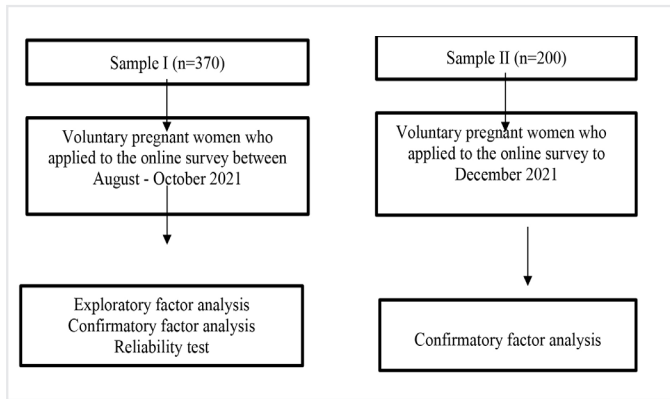 Sample I (n=370)
Voluntary pregnant women who
applied to the online survey between
August - October 2021
Exploratory factor analysis
Confirmatory factor analysis
Reliability test
Sample II (n=200)
Voluntary pregnant women who
applied to the online survey to
December 2021
Confirmatory factor analysis